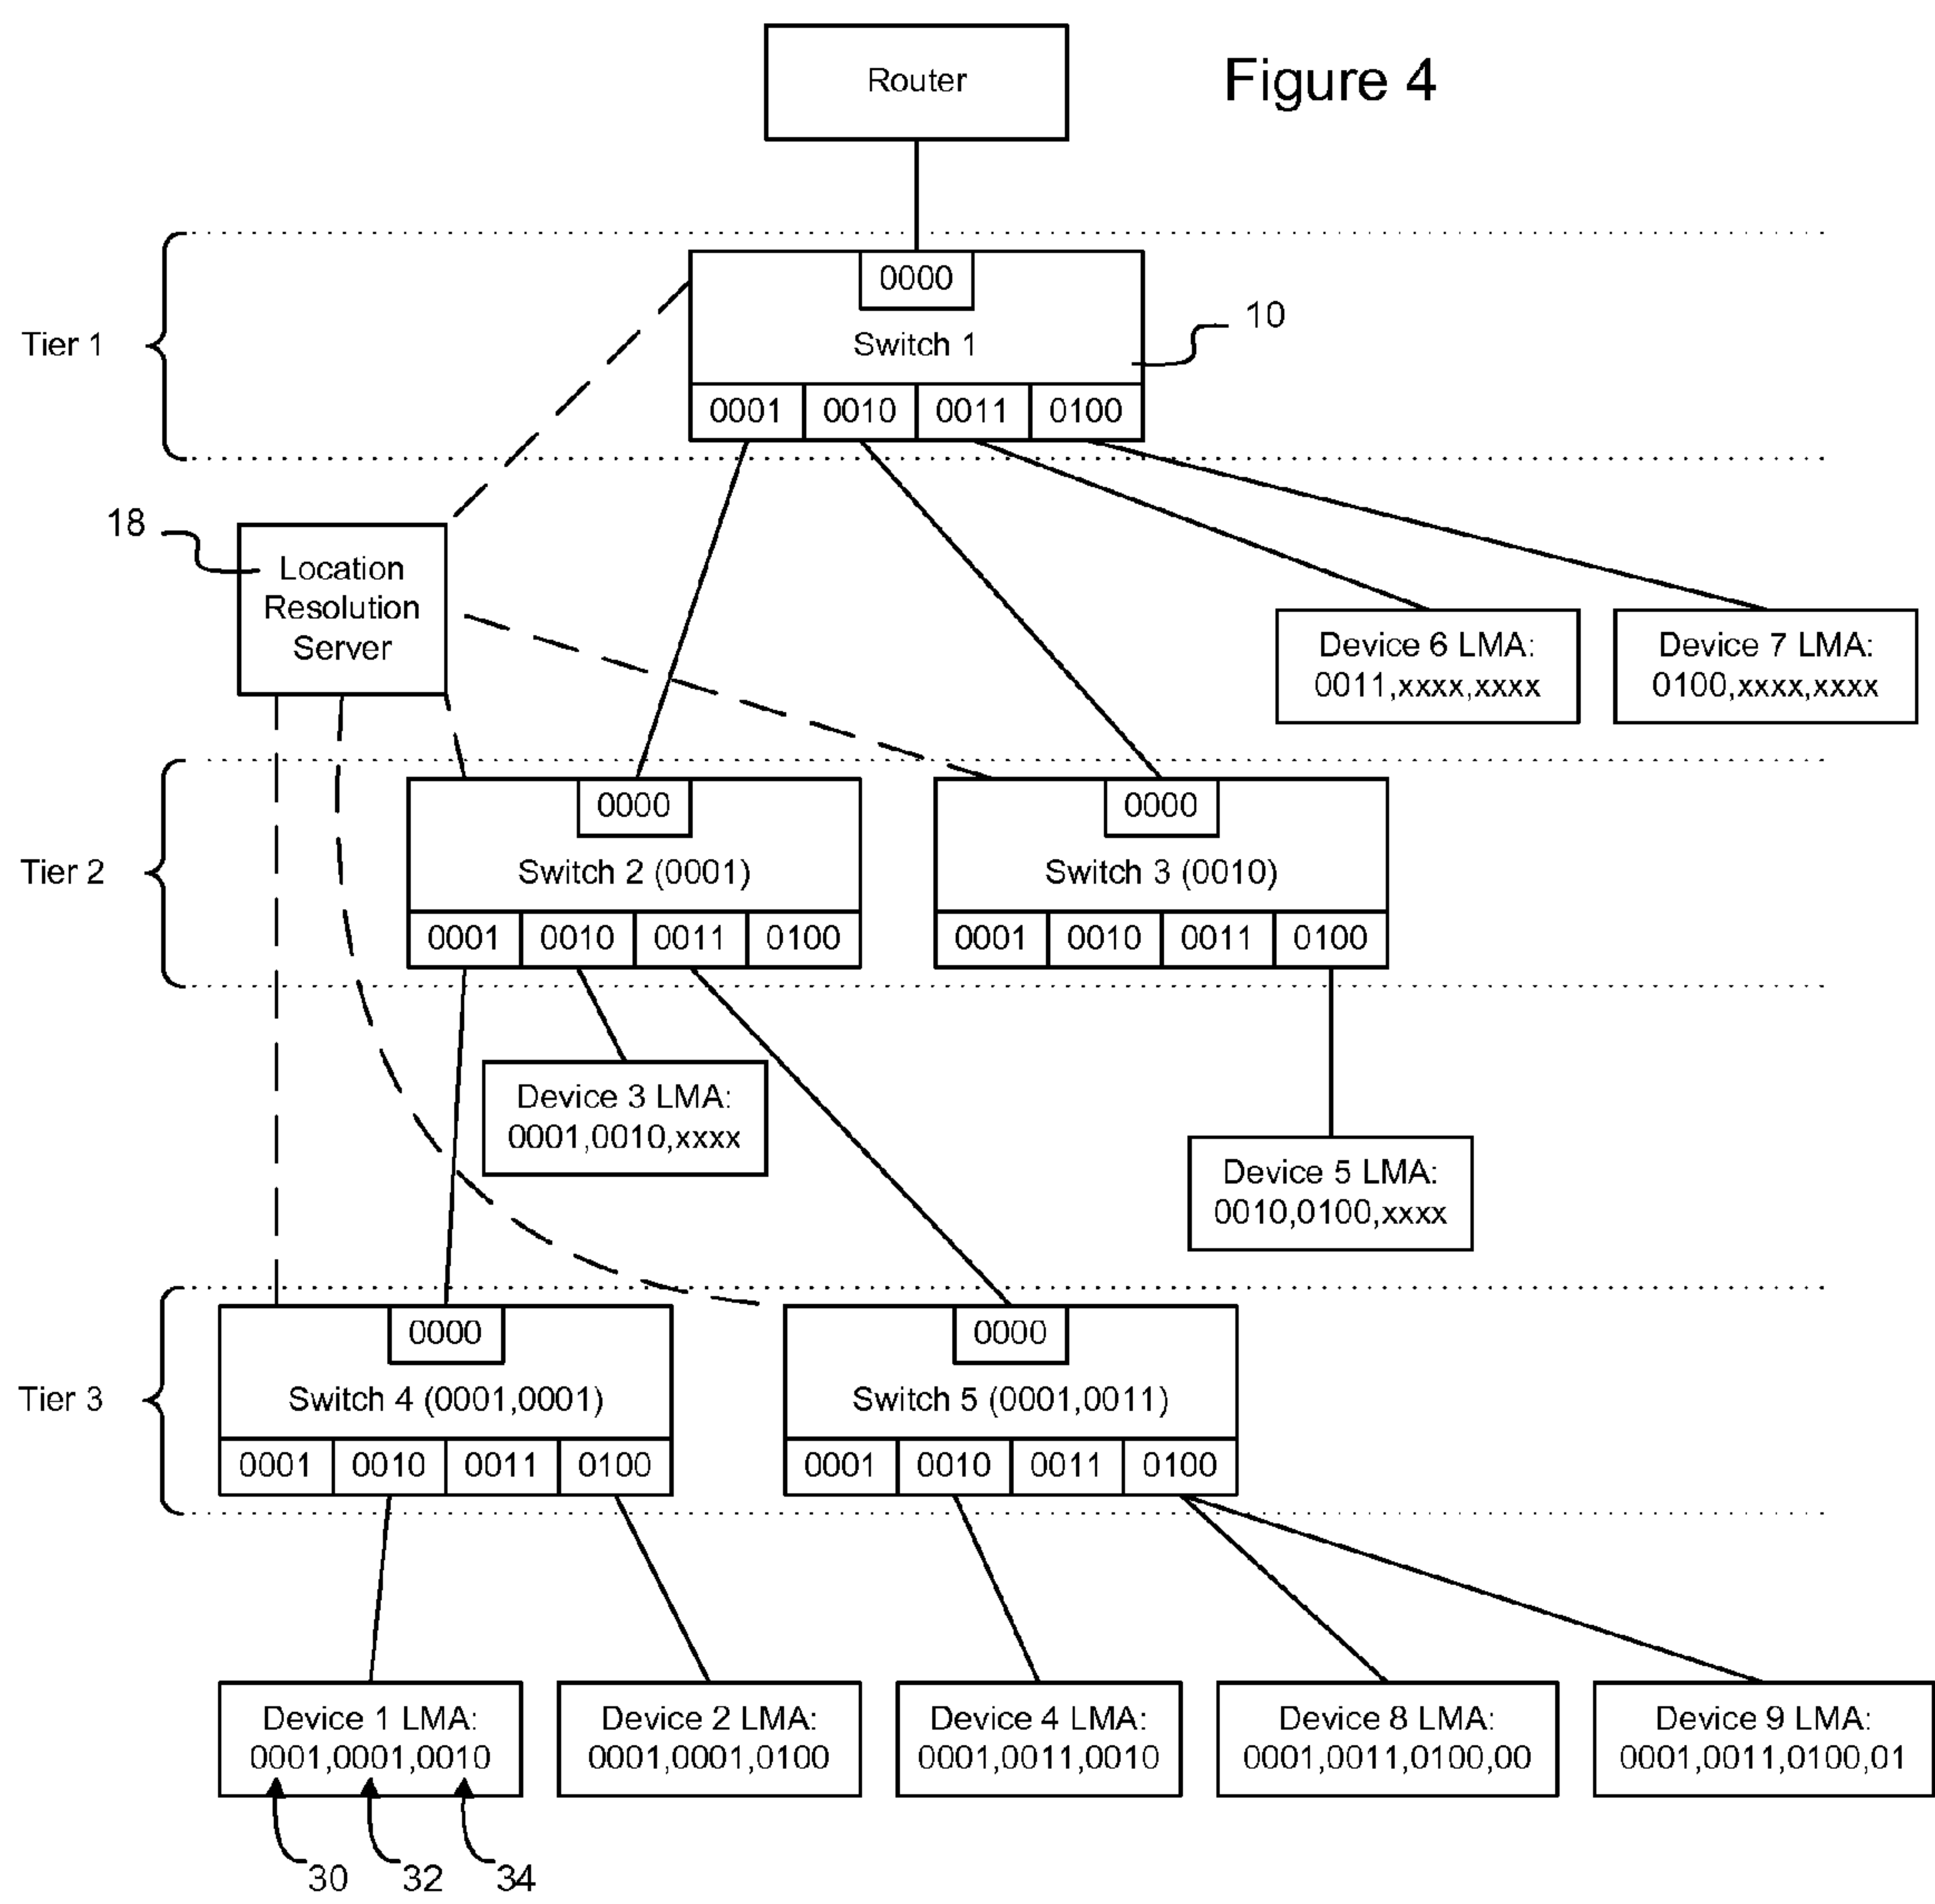 Router
Figure 4
0000
10
Tier 1
Switch 1
0001 0010 0011 0100
18
Location
Resolution
Server
Device 6 LMA:
0011,xxxx,xxxx
Device 7 LMA:
0100,xxxx,xxxx
0000
0000
Tier 2
Switch 2 (0001)
Switch 3 (0010)
0001 0010 0011 0100
0001 0010 0011 0100
Device 3 LMA:
0001,0010,xxxx
Device 5 LMA:
0010,0100,xxxx
0000
0000
Tier 3
Switch 4 (0001,0001)
Switch 5 (0001,0011)
0001 0010 0011 0100
0001 0010 0011 0100
Device 1 LMA:
0001,0001,0010
Device 2 LMA:
0001,0001,0100
Device 4 LMA:
0001,0011,0010
Device 8 LMA:
0001,0011,0100,00
Device 9 LMA:
0001,0011,0100,01
30
32
34